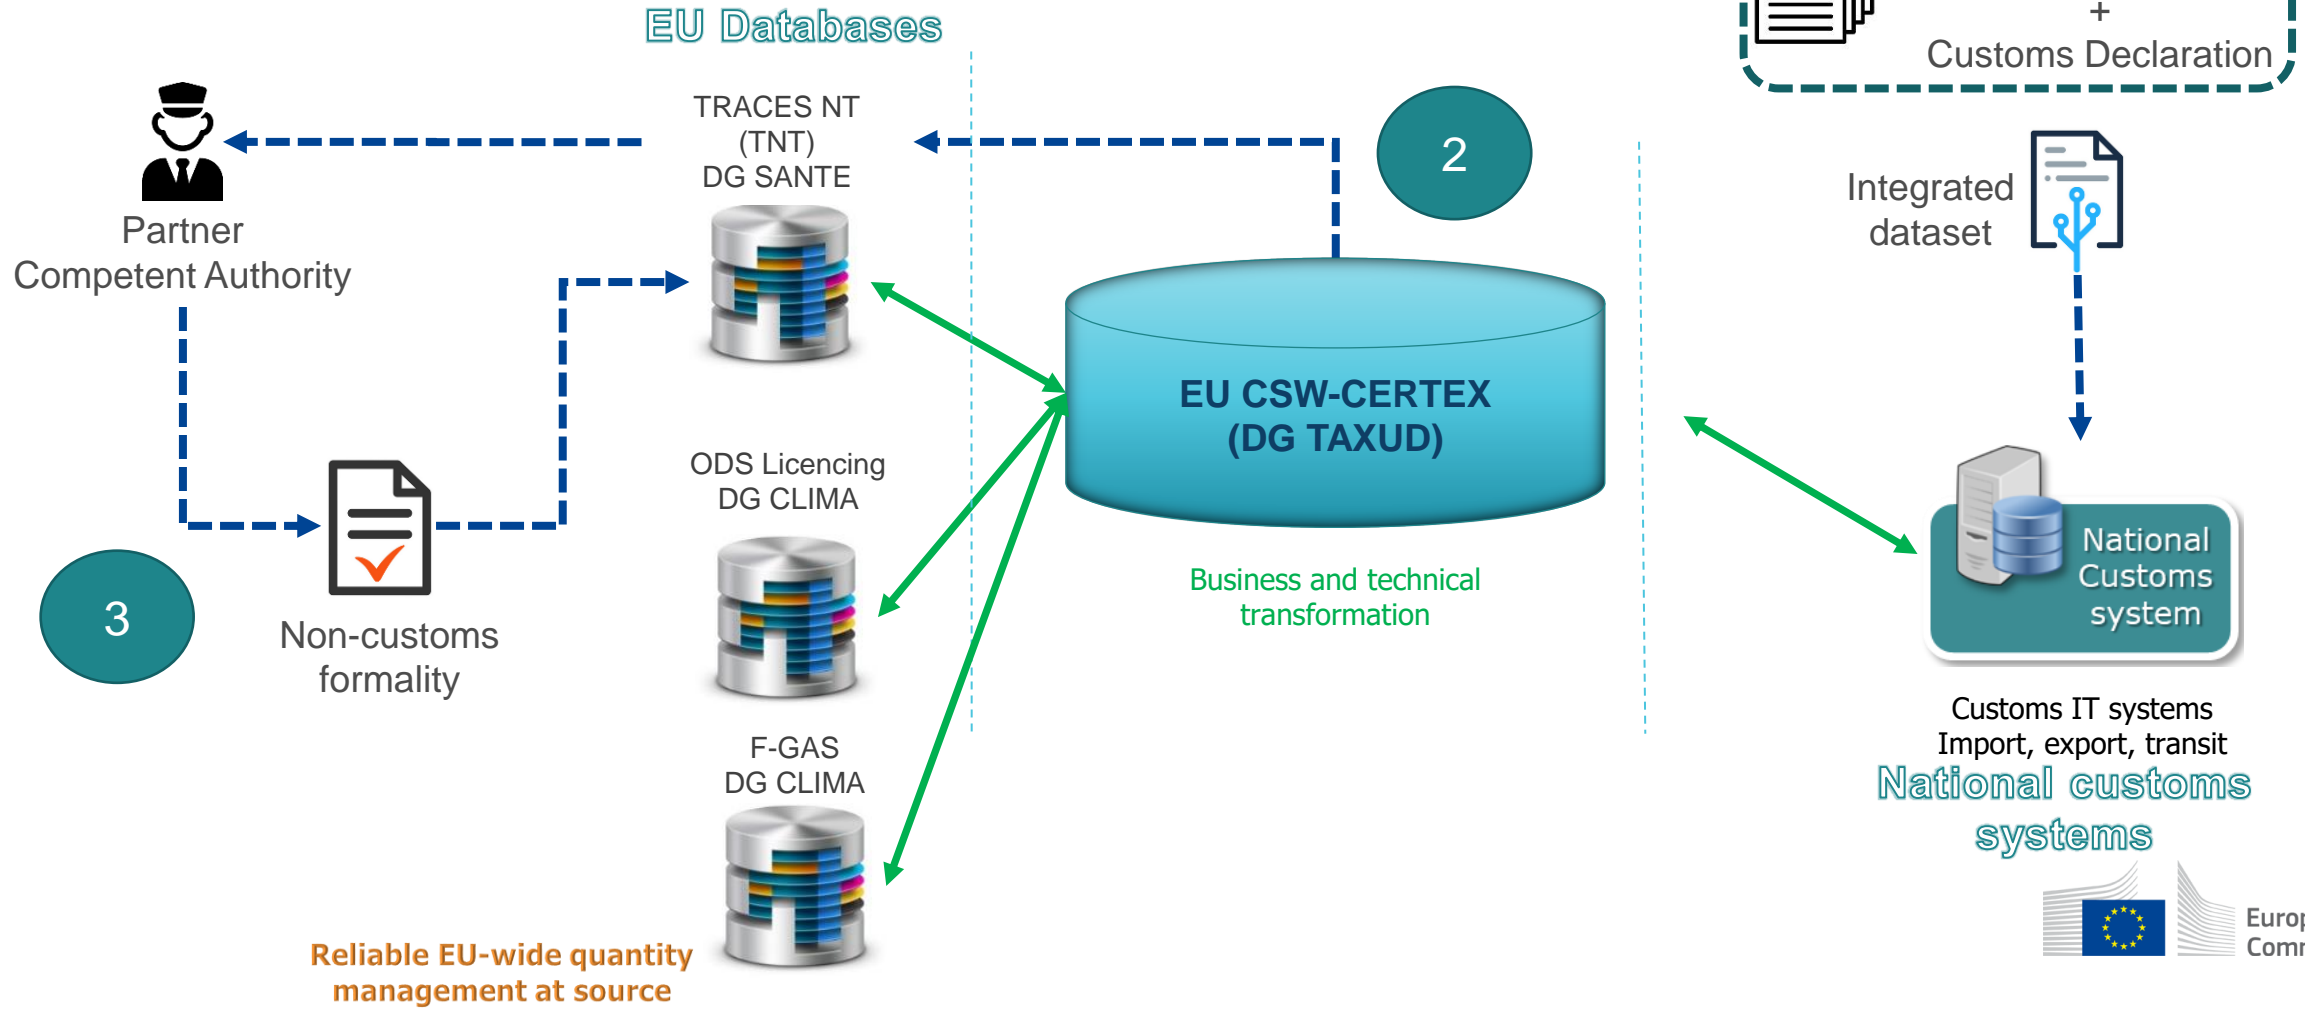 EU Databases
+
Customs Declaration
TRACES NT
(TNT)
DG SANTE
2
Integrated
dataset
Partner
Competent Authority
EU CSW-CERTEX
(DG TAXUD)
ODS Licencing
DG CLIMA
National
Customs
system
Business and technical
transformation
3
Non-customs
formality
Customs IT systems
Import, export, transit
National customs
systems
F-GAS
DG CLIMA
Reliable EU-wide quantity
management at source